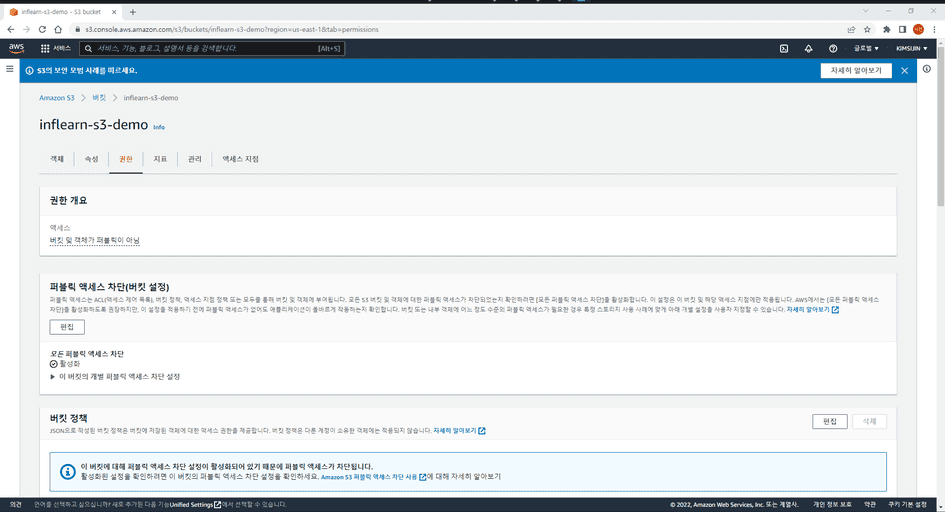 inflearn-s3-demo - S3 bucket
s3.console.aws.amazon.com/s3/buckets/inflearn-s3-demo?region=us-east-1&tab=permissions
aws 서비스 서비스, 기능, 블로그, 설명서 등을 검색합니다. [Alt+S] 글로벌 KIMSIJIN
S3의 보안 모범 사례를 따르세요. 자세히 알아보기
Amazon S3 > 버킷 > inflearn-s3-demo
inflearn-s3-demo Info
객체 속성 권한 지표 관리 액세스 지점
권한 개요
액세스
버킷 및 객체가 퍼블릭이 아님
퍼블릭 액세스 차단(버킷 설정)
퍼블릭 액세스는 ACL(액세스 제어 목록), 버킷 정책, 액세스 지점 정책 또는 모두를 통해 버킷 및 객체에 부여됩니다. 모든 S3 버킷 및 객체에 대한 퍼블릭 액세스가 차단되었는지 확인하려면 [모든 퍼블릭 액세스 차단]을 활성화합니다. 이 설정은 이 버킷 및 해당 액세스 지점에만 적용됩니다. AWS에서는 [모든 퍼블릭 액세스
차단]를 활성화하도록 권장하지만, 이 설정을 적용하기 전에 퍼블릭 액세스가 없어도 애플리케이션이 올바르게 작동하는지 확인합니다. 버킷 또는 내부 객체에 어느 정도 수준의 퍼블릭 액세스가 필요한 경우 특정 스토리지 사용 사례에 맞게 아래 개별 설정을 사용자 지정할 수 있습니다. 자세히 알아보기
편집
모든 퍼블릭 액세스 차단
활성화
이 버킷의 개별 퍼블릭 액세스 차단 설정
버킷 정책 편집 삭제
JSON으로 작성된 버킷 정책은 버킷에 저장된 객체에 대한 액세스 권한을 제공합니다. 버킷 정책은 다른 계정이 소유한 객체에는 적용되지 않습니다. 자세히 알아보기
이 버킷에 대해 퍼블릭 액세스 차단 설정이 활성화되어 있기 때문에 퍼블릭 액세스가 차단됩니다.
활성화된 설정을 확인하려면 이 버킷의 퍼블릭 액세스 차단 설정을 확인하세요. Amazon S3 퍼블릭 액세스 차단 사용 에 대해 자세히 알아보기
의견 언어를 선택하고 싶으십니까? 새로 추가된 다음 기능Unified Settings 에서 선택할 수 있습니다. © 2022, Amazon Web Services, Inc. 또는 계열사. 개인 정보 보호 약관 쿠키 기본 설정